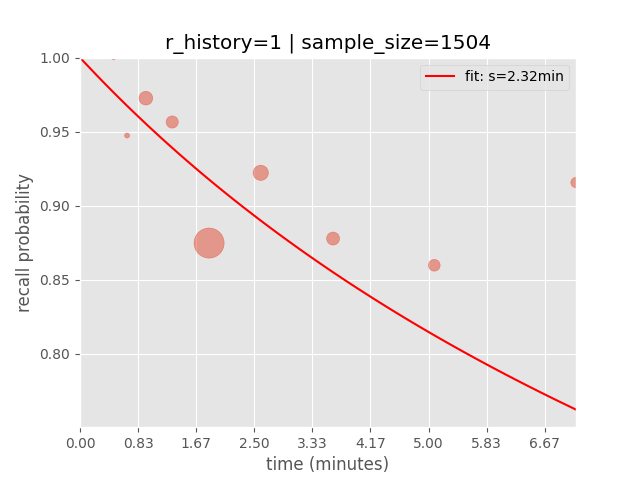 r_history=1 | sample_size=1504
fit: s=2.32min
1.00
0.95
0.90
0.85
0.80
recall probability
0.00 0.83 1.67 2.50 3.33 4.17 5.00 5.83 6.67
time (minutes)